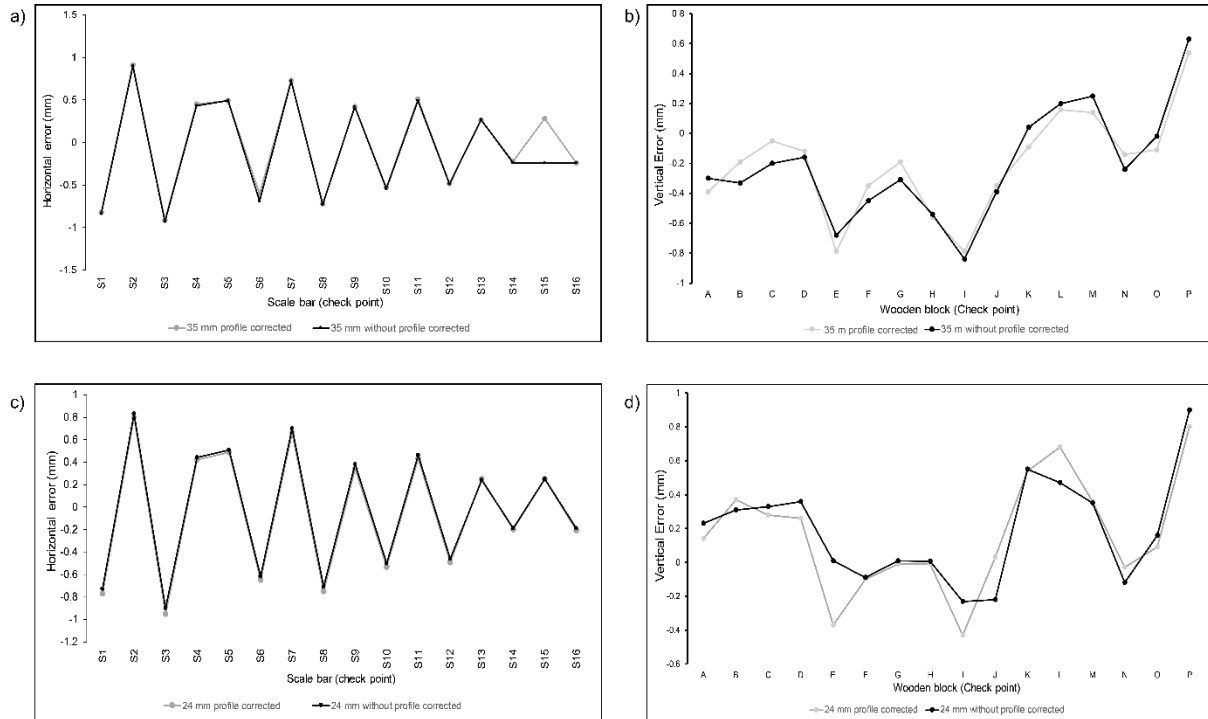 a)
1.5
1
0.5
0
-0.5
-1
-1.5
Horizontal error (mm)
S1 S2 S3 S4 S5 S6 S7 S8 S9 S10 S11 S12 S13 S14 S15 S16
Scale bar (check point)
35 mm profile corrected 35 mm without profile corrected
b)
0.8
0.6
0.4
0.2
0
-0.2
-0.4
-0.6
-0.8
-1
Vertical Error (mm)
A B C D E F G H I J K L M N O P
Wooden block (Check point)
35 m profile corrected 35 m without profile corrected
c)
1
0.8
0.6
0.4
0.2
0
-0.2
-0.4
-0.6
-0.8
-1
-1.2
Horizontal error (mm)
S1 S2 S3 S4 S5 S6 S7 S8 S9 S10 S11 S12 S13 S14 S15 S16
Scale bar (check point)
24 mm profile corrected 24 mm without profile corrected
d)
1
0.8
0.6
0.4
0.2
0
-0.2
-0.4
-0.6
Vertical Error (mm)
A B C D E F G H I J K I M N O P
Wooden block (Check point)
24 mm profile corrected 24 mm without profile corrected